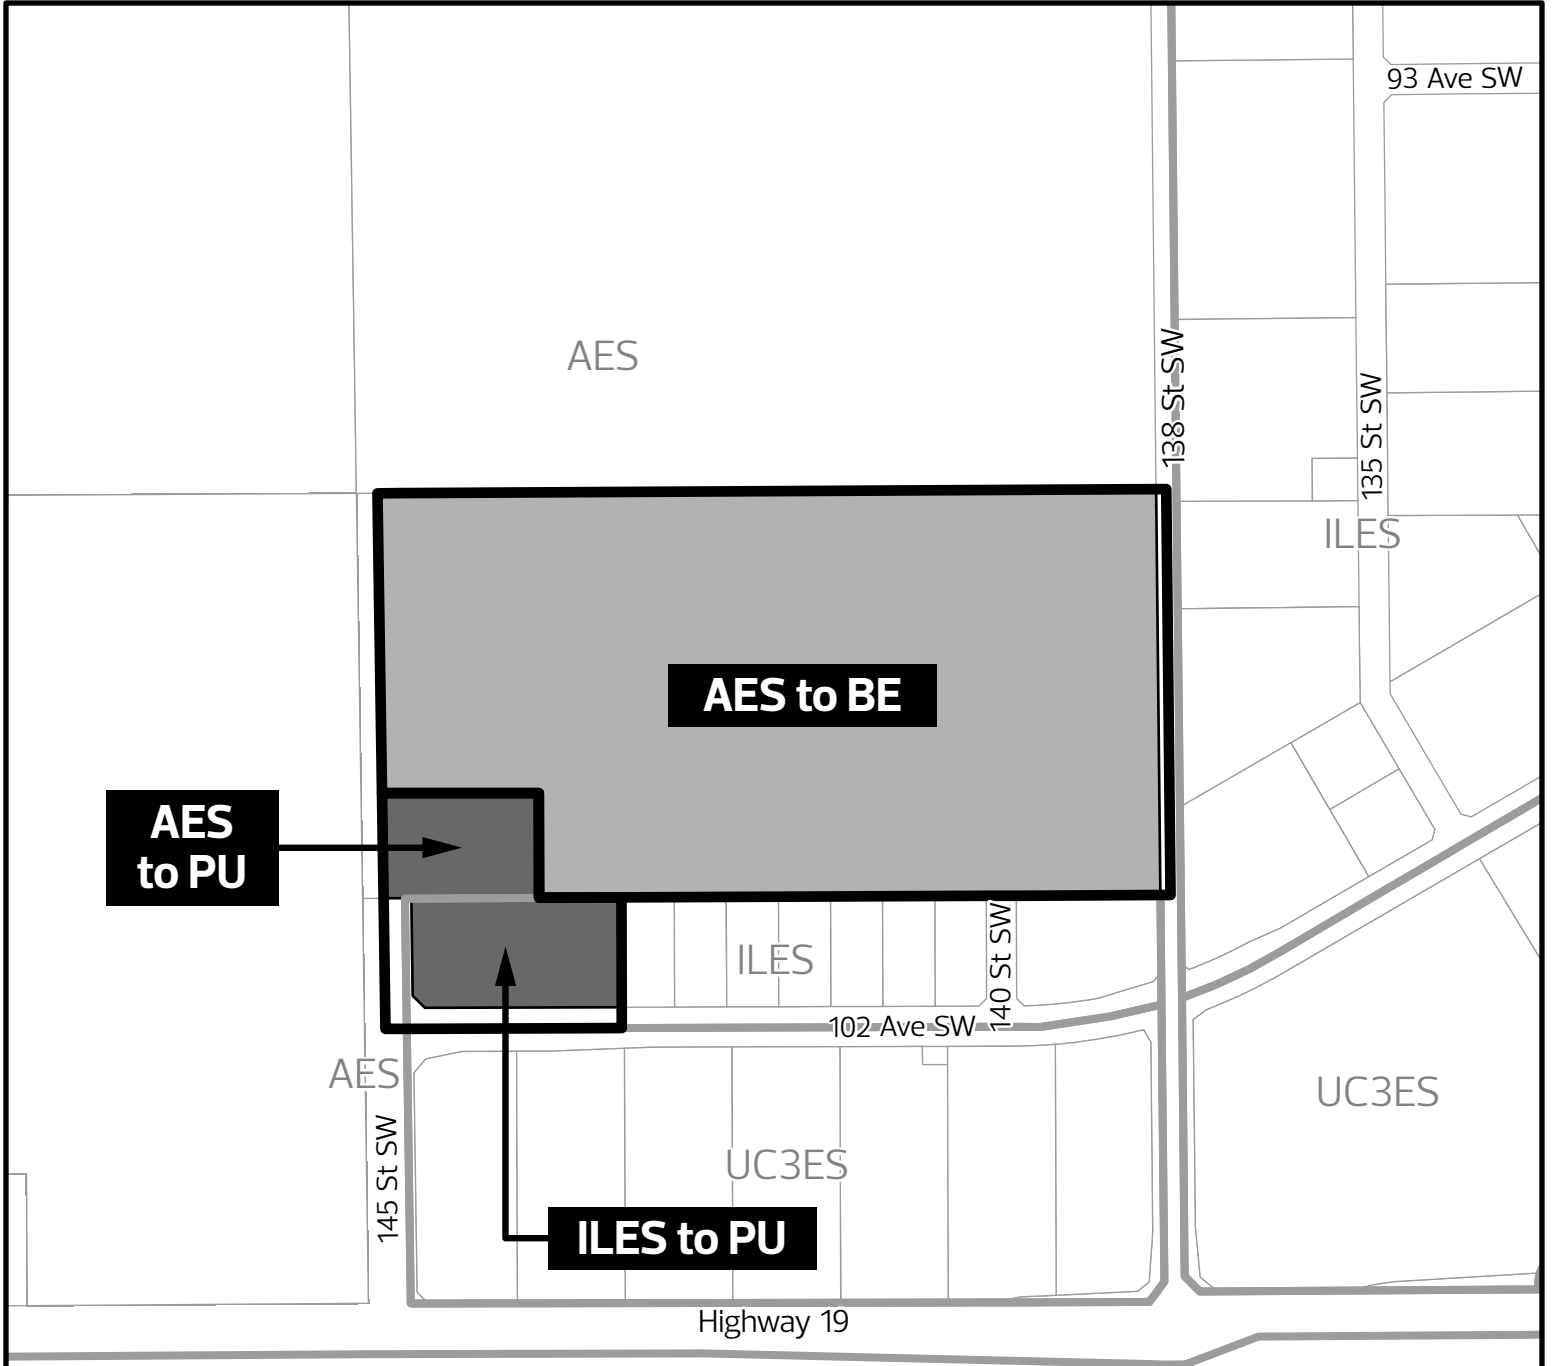 93 Ave SW
AES
138 St SW
135 St SW
ILES
AES to BE
AES
to PU
ILES
140 St SW
102 Ave SW
AES
UC3ES
145 St SW
UC3ES
ILES to PU
Highway 19